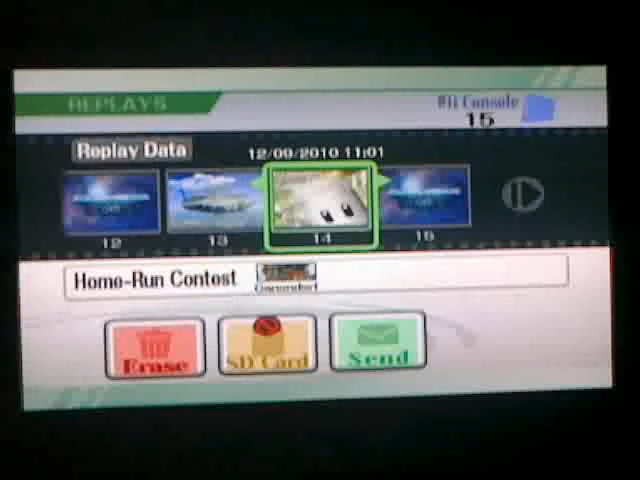 REPLAYS
Wii Console
15
Replay Data
12/09/2010 11:01
12
13
14
15
Home-Run Contest
Erase
SD Card
Send